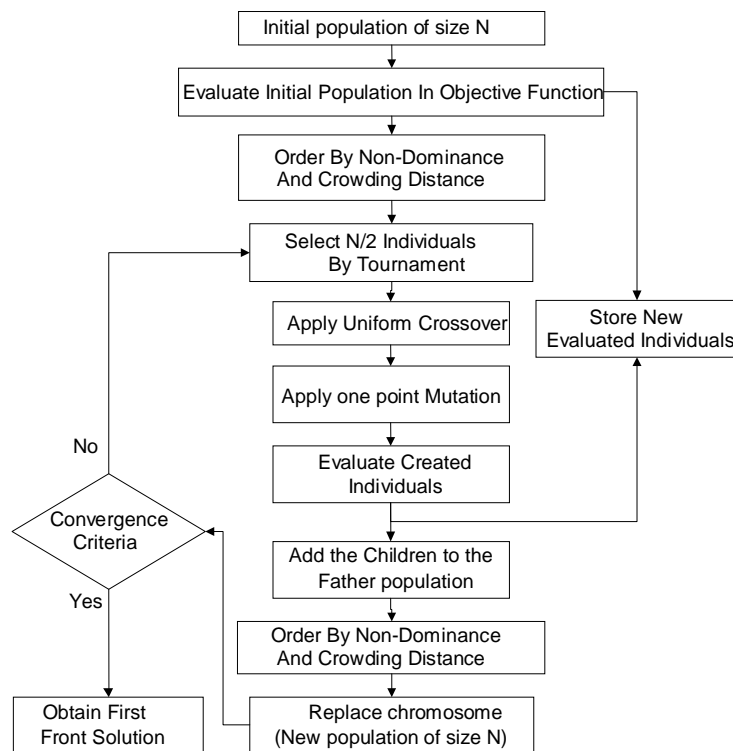 Initial population of size N
Evaluate Initial Population In Objective Function
Order By Non-Dominance
And Crowding Distance
Select N/2 Individuals
By Tournament
Apply Uniform Crossover
Store New
Evaluated Individuals
Apply one point Mutation
No
Evaluate Created
Individuals
Convergence
Criteria
Add the Children to the
Father population
Yes
Order By Non-Dominance
And Crowding Distance
Obtain First
Front Solution
Replace chromosome
(New population of size N)